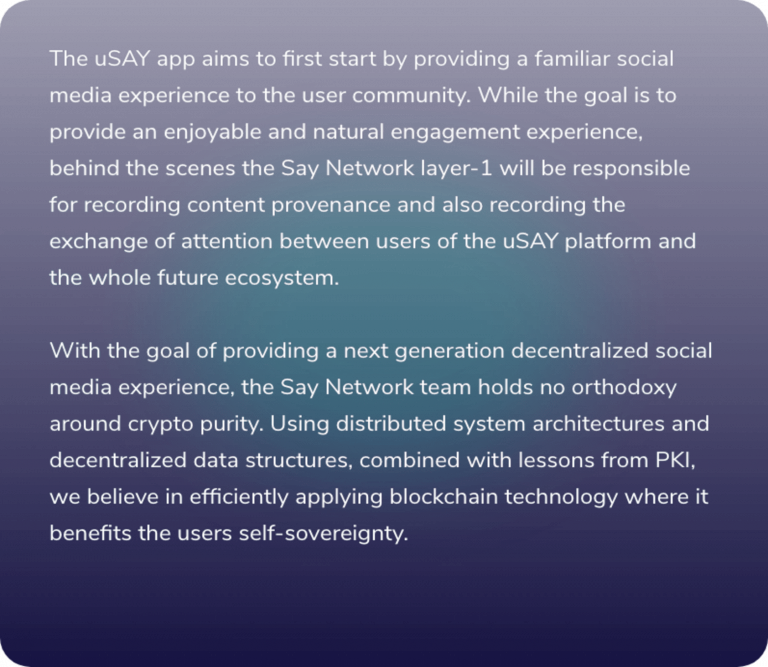 The uSAY app aims to first start by providing a familiar social
media experience to the user community. While the goal is to
provide an enjoyable and natural engagement experience,
behind the scenes the Say Network layer-1 will be responsible
for recording content provenance and also recording the
exchange of attention between users of the uSAY platform and
the whole future ecosystem.
With the goal of providing a next generation decentralized social
media experience, the Say Network team holds no orthodoxy
around crypto purity. Using distributed system architectures and
decentralized data structures, combined with lessons from PKI,
we believe in efficiently applying blockchain technology where it
benefits the users self-sovereignty.